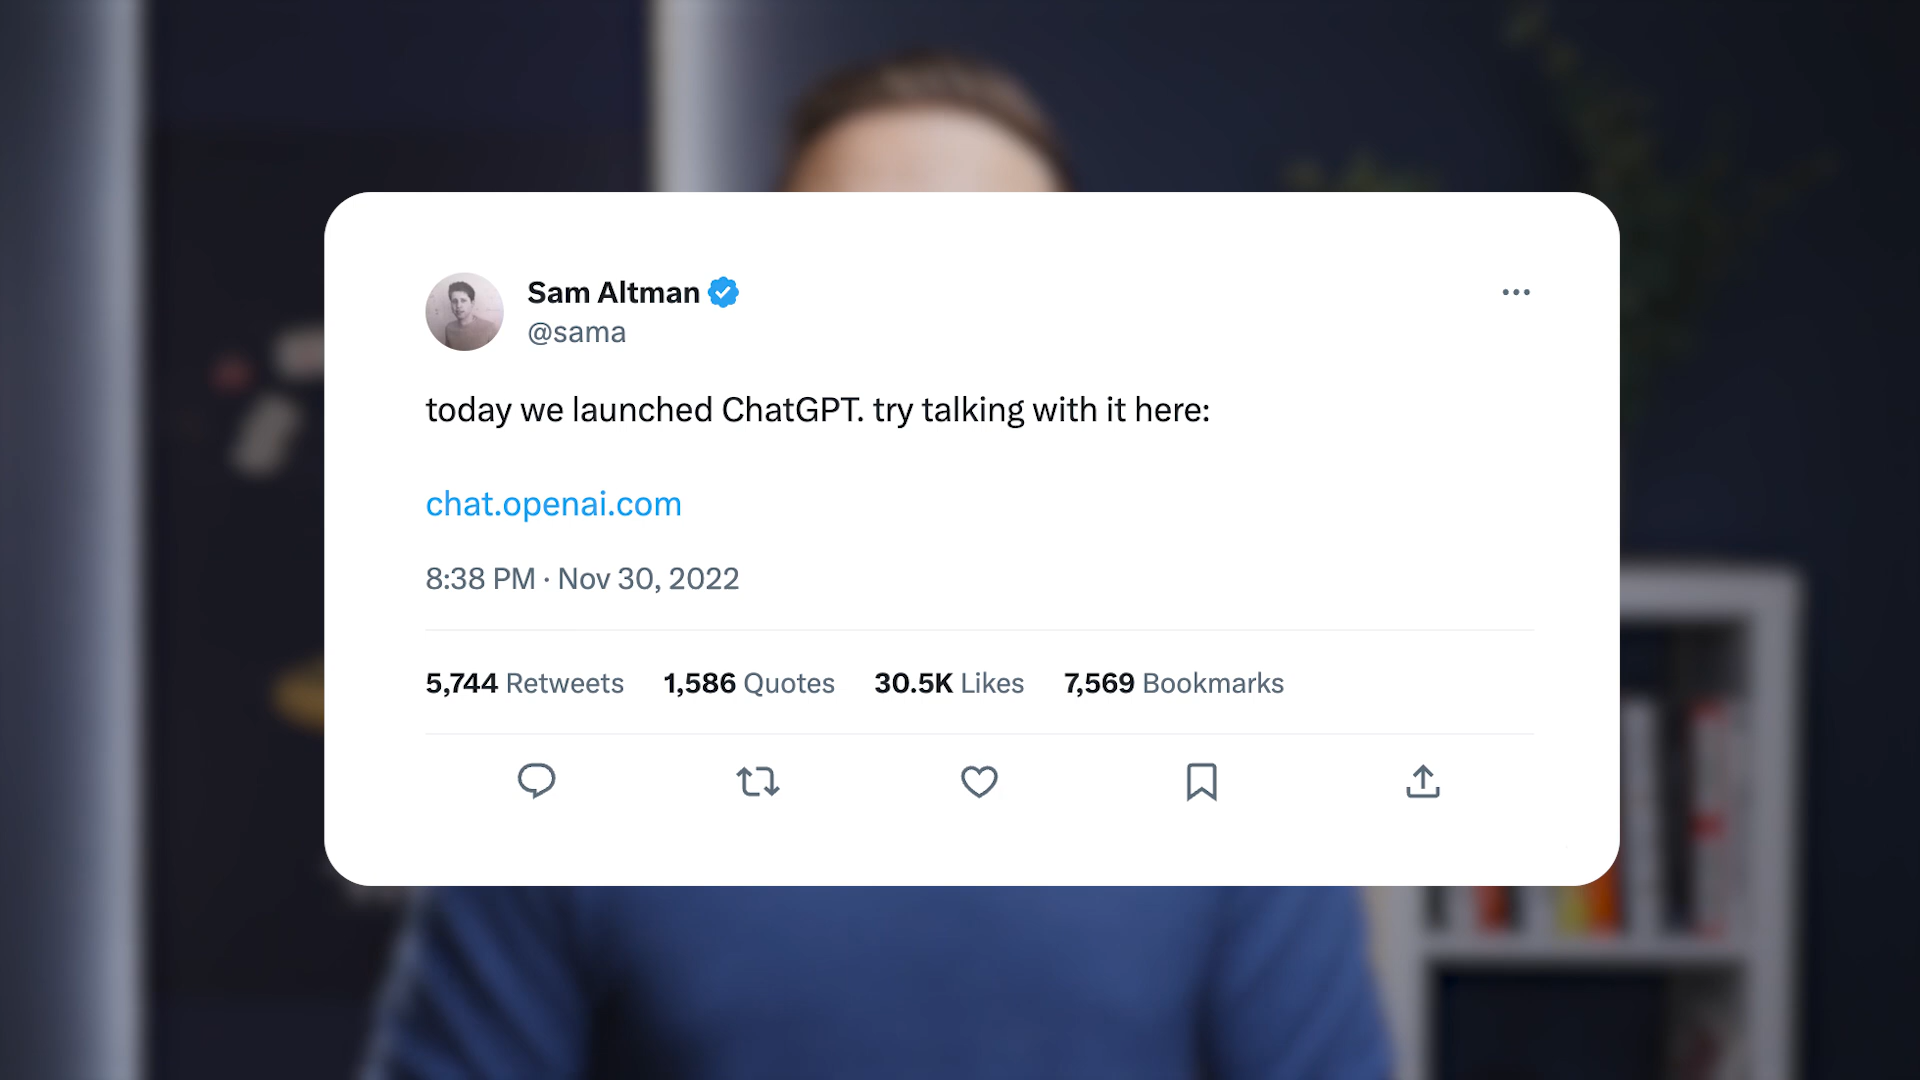 Sam Altman
@sama
today we launched ChatGPT. try talking with it here:
chat.openai.com
8:38 PM · Nov 30, 2022
5,744 Retweets 1,586 Quotes 30.5K Likes 7,569 Bookmarks